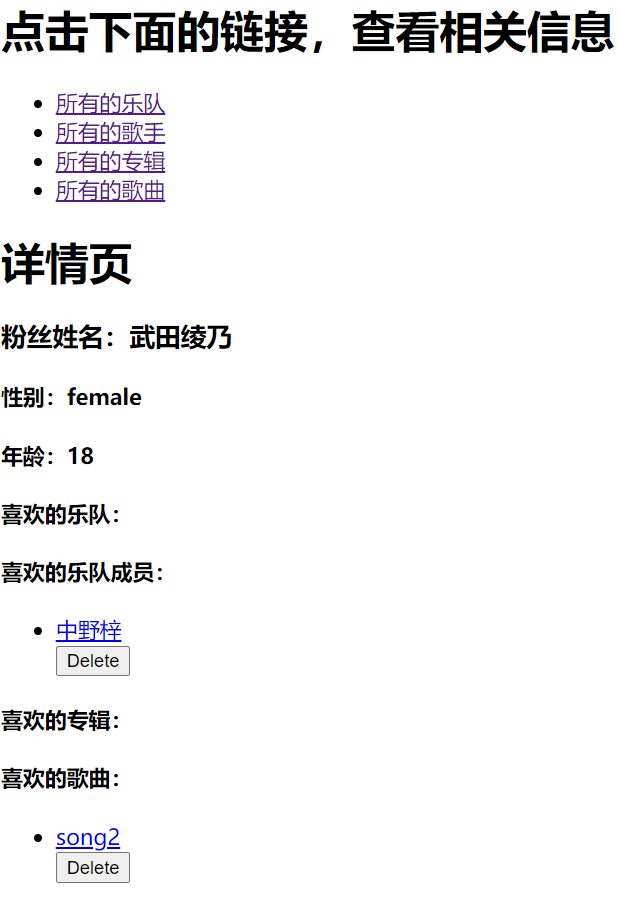 点击下面的链接，查看相关信息
所有的乐队
所有的歌手
所有的专辑
所有的歌曲
详情页
粉丝姓名：武田绫乃
性别：female
年龄：18
喜欢的乐队：
喜欢的乐队成员：
中野梓
Delete
喜欢的专辑：
喜欢的歌曲：
song2
Delete